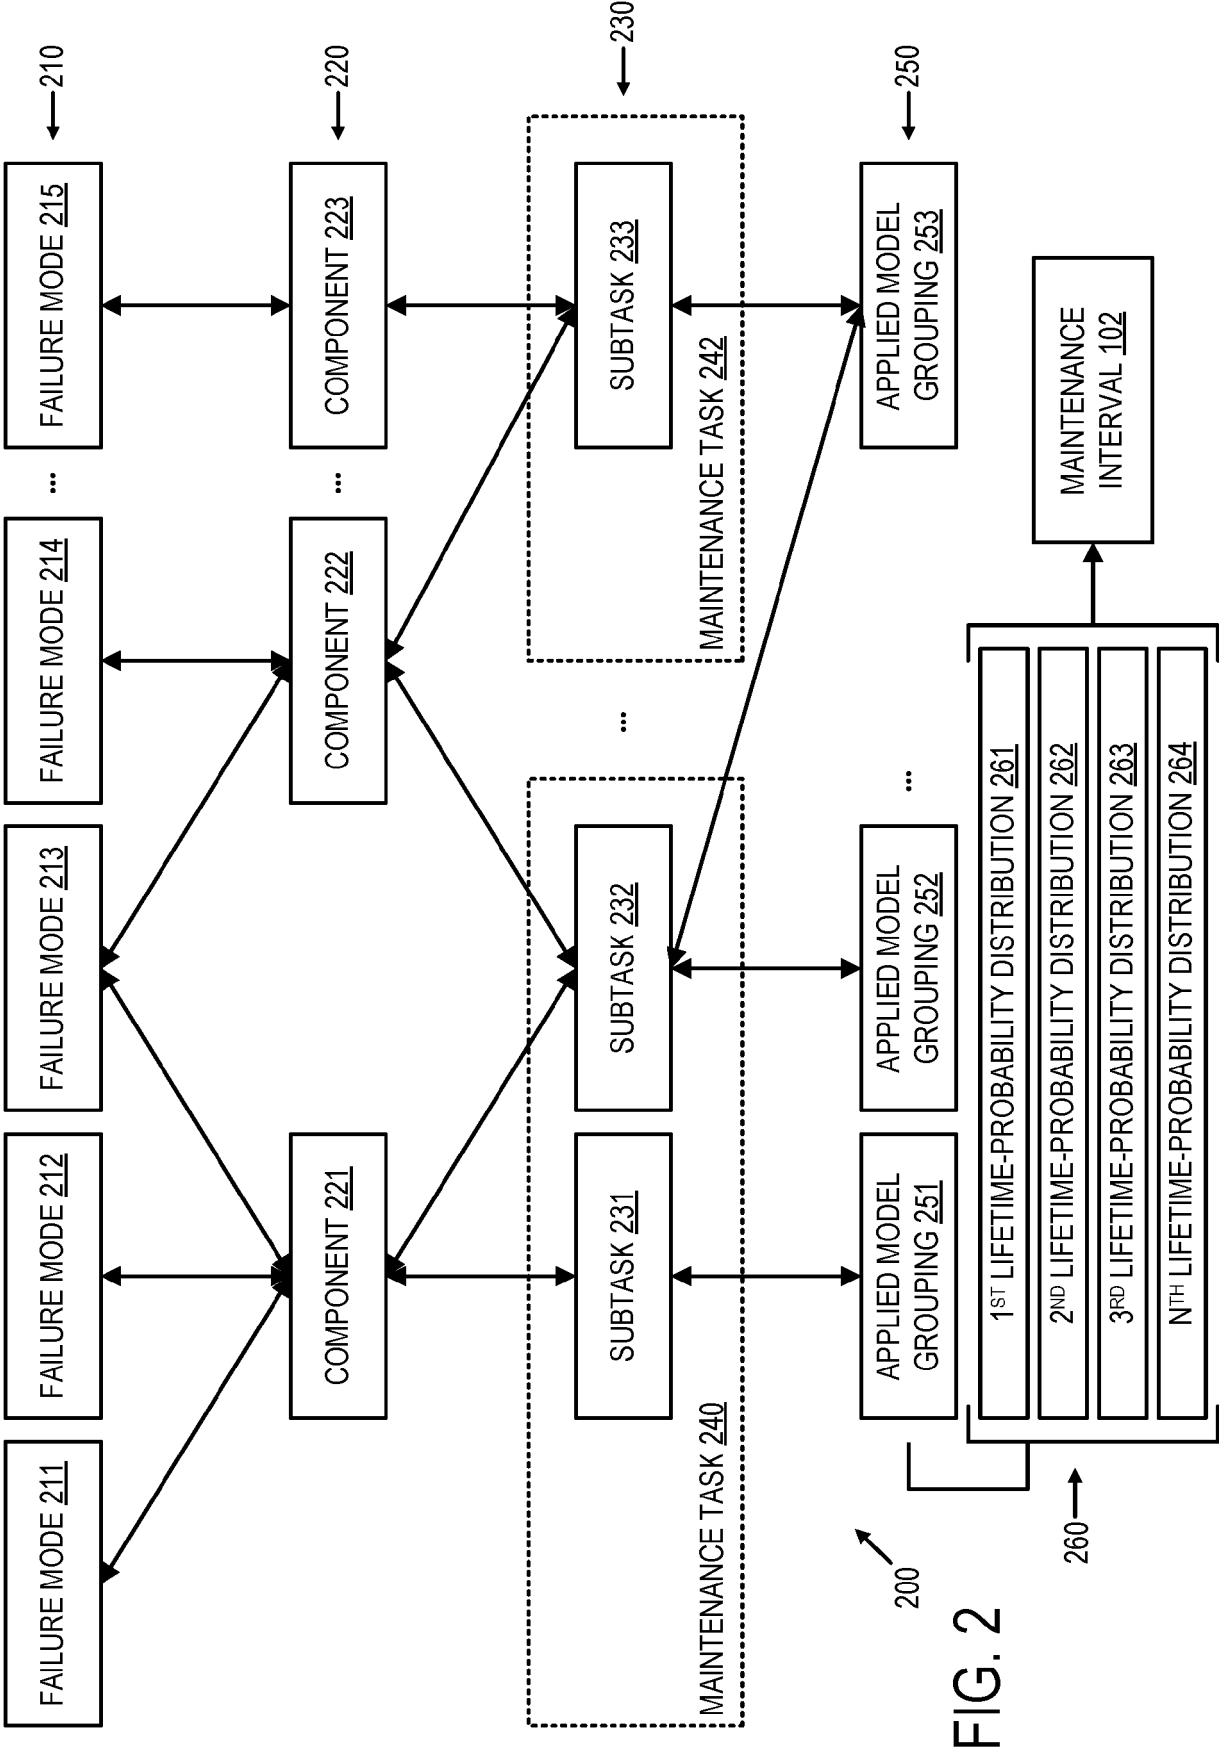 FAILURE MODE 211
FAILURE MODE 212
FAILURE MODE 213
FAILURE MODE 214
...
FAILURE MODE 215
210
COMPONENT 221
COMPONENT 222
...
COMPONENT 223
220
SUBTASK 231
SUBTASK 232
...
SUBTASK 233
230
MAINTENANCE TASK 240
MAINTENANCE TASK 242
APPLIED MODEL
GROUPING 251
APPLIED MODEL
GROUPING 252
...
APPLIED MODEL
GROUPING 253
250
200
1ST LIFETIME-PROBABILITY DISTRIBUTION 261
2ND LIFETIME-PROBABILITY DISTRIBUTION 262
3RD LIFETIME-PROBABILITY DISTRIBUTION 263
NTH LIFETIME-PROBABILITY DISTRIBUTION 264
260
MAINTENANCE
INTERVAL 102
FIG. 2